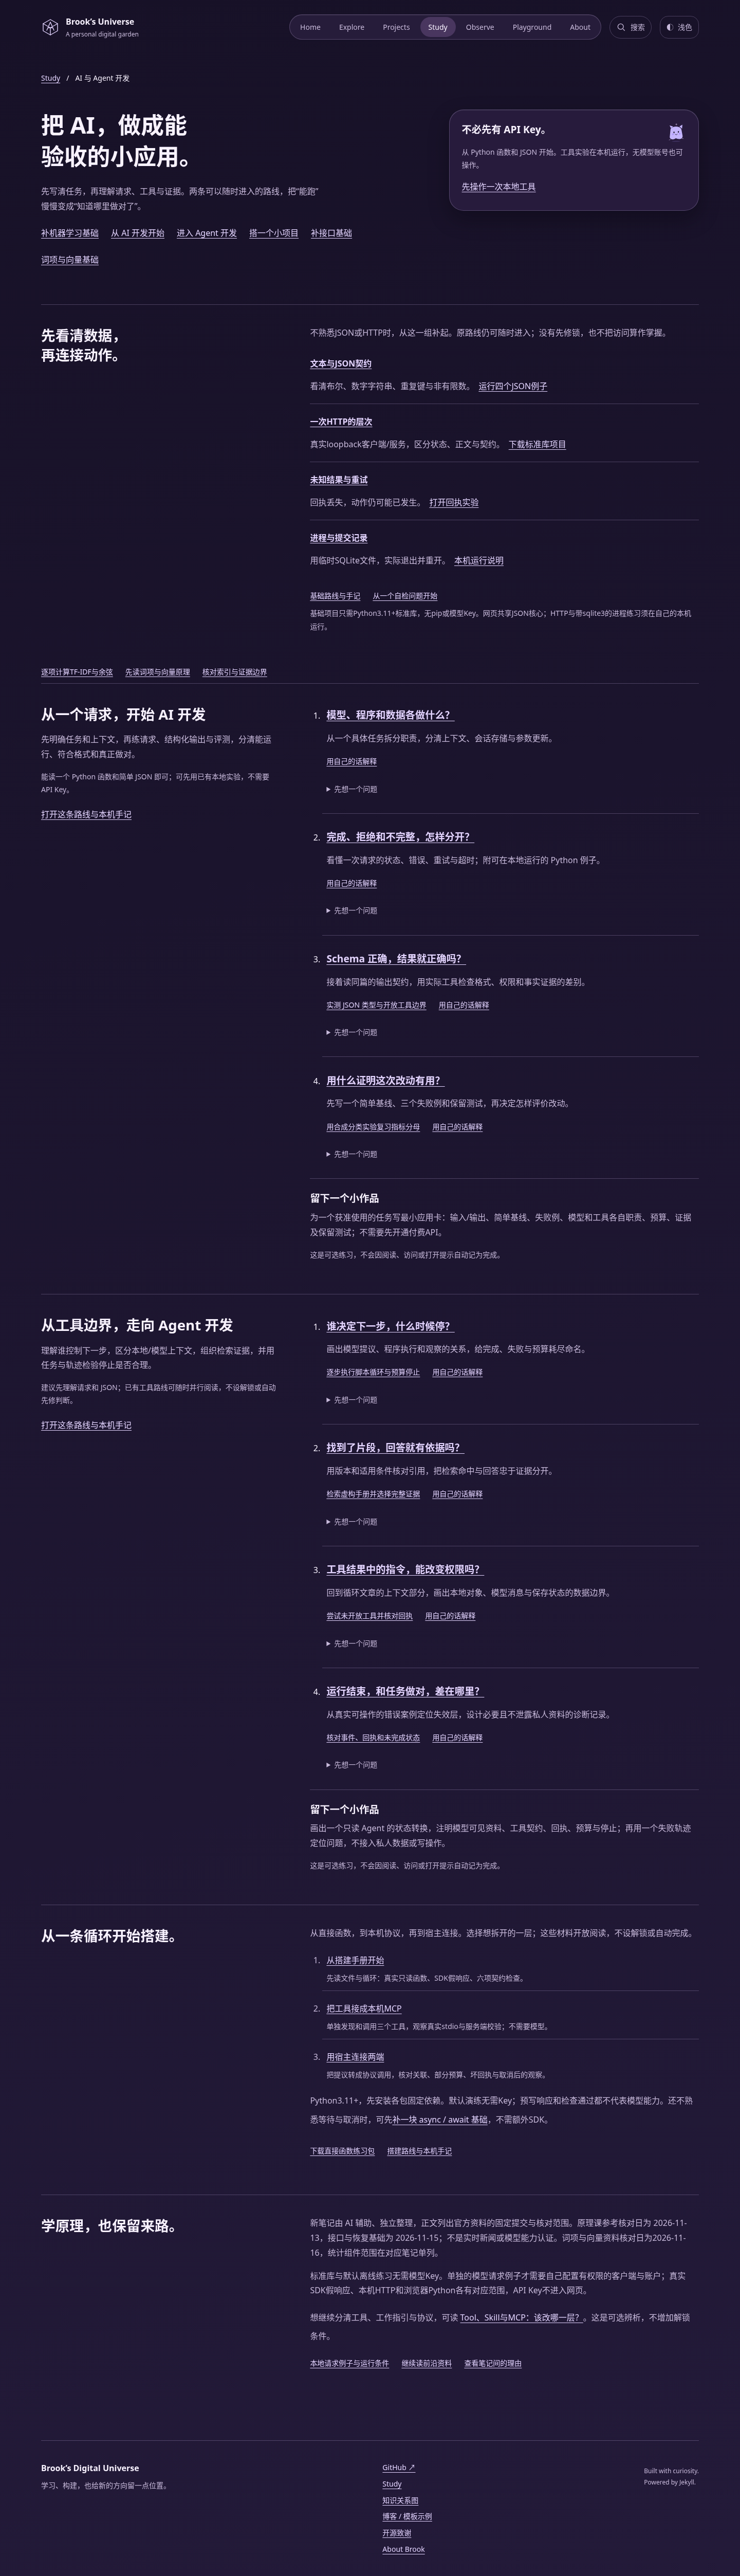 Brook's Universe
A personal digital garden
Home Explore Projects Study Observe Playground About
搜索
浅色
Study / AI 与 Agent 开发
把 AI，做成能
验收的小应用。
先写清任务，再理解请求、工具与证据。两条可以随时进入的路线，把“能跑”
慢慢变成“知道哪里做对了”。
补机器学习基础 从 AI 开发开始 进入 Agent 开发 搭一个小项目 补接口基础
词项与向量基础
不必先有 API Key。
从 Python 函数和 JSON 开始。工具实验在本机运行，无模型账号也可
操作。
先操作一次本地工具
先看清数据，
再连接动作。
不熟悉JSON或HTTP时，从这一组补起。原路线仍可随时进入；没有先修锁，也不把访问算作掌握。
文本与JSON契约
看清布尔、数字字符串、重复键与非有限数。 运行四个JSON例子
一次HTTP的层次
真实loopback客户端/服务，区分状态、正文与契约。 下载标准库项目
未知结果与重试
回执丢失，动作仍可能已发生。 打开回执实验
进程与提交记录
用临时SQLite文件，实际退出并重开。 本机运行说明
基础路线与手记 从一个自检问题开始
基础项目只需Python3.11+标准库，无pip或模型Key。网页共享JSON核心；HTTP与带sqlite3的进程练习须在自己的本机
运行。
逐项计算TF-IDF与余弦 先读词项与向量原理 核对索引与证据边界
从一个请求，开始 AI 开发
先明确任务和上下文，再练请求、结构化输出与评测，分清能运
行、符合格式和真正做对。
能读一个 Python 函数和简单 JSON 即可；可先用已有本地实验，不需要
API Key。
打开这条路线与本机手记
1. 模型、程序和数据各做什么？
从一个具体任务拆分职责，分清上下文、会话存储与参数更新。
用自己的话解释
▶ 先想一个问题
2. 完成、拒绝和不完整，怎样分开？
看懂一次请求的状态、错误、重试与超时；附可在本地运行的 Python 例子。
用自己的话解释
▶ 先想一个问题
3. Schema 正确，结果就正确吗？
接着读同篇的输出契约，用实际工具检查格式、权限和事实证据的差别。
实测 JSON 类型与开放工具边界 用自己的话解释
▶ 先想一个问题
4. 用什么证明这次改动有用？
先写一个简单基线、三个失败例和保留测试，再决定怎样评价改动。
用合成分类实验复习指标分母 用自己的话解释
▶ 先想一个问题
留下一个小作品
为一个获准使用的任务写最小应用卡：输入/输出、简单基线、失败例、模型和工具各自职责、预算、证据
及保留测试；不需要先开通付费API。
这是可选练习，不会因阅读、访问或打开提示自动记为完成。
从工具边界，走向 Agent 开发
理解谁控制下一步，区分本地/模型上下文，组织检索证据，并用
任务与轨迹检验停止是否合理。
建议先理解请求和 JSON；已有工具路线可随时并行阅读，不设解锁或自动
先修判断。
打开这条路线与本机手记
1. 谁决定下一步，什么时候停？
画出模型提议、程序执行和观察的关系，给完成、失败与预算耗尽命名。
逐步执行脚本循环与预算停止 用自己的话解释
▶ 先想一个问题
2. 找到了片段，回答就有依据吗？
用版本和适用条件核对引用，把检索命中与回答忠于证据分开。
检索虚构手册并选择完整证据 用自己的话解释
▶ 先想一个问题
3. 工具结果中的指令，能改变权限吗？
回到循环文章的上下文部分，画出本地对象、模型消息与保存状态的数据边界。
尝试未开放工具并核对回执 用自己的话解释
▶ 先想一个问题
4. 运行结束，和任务做对，差在哪里？
从真实可操作的错误案例定位失效层，设计必要且不泄露私人资料的诊断记录。
核对事件、回执和未完成状态 用自己的话解释
▶ 先想一个问题
留下一个小作品
画出一个只读 Agent 的状态转换，注明模型可见资料、工具契约、回执、预算与停止；再用一个失败轨迹
定位问题，不接入私人数据或写操作。
这是可选练习，不会因阅读、访问或打开提示自动记为完成。
从一条循环开始搭建。
从直接函数，到本机协议，再到宿主连接。选择想拆开的一层；这些材料开放阅读，不设解锁或自动完成。
1. 从搭建手册开始
先读文件与循环：真实只读函数、SDK假响应、六项契约检查。
2. 把工具接成本机MCP
单独发现和调用三个工具，观察真实stdio与服务端校验；不需要模型。
3. 用宿主连接两端
把提议转成协议调用，核对关联、部分预算、坏回执与取消后的观察。
Python3.11+，先安装各包固定依赖。默认演练无需Key；预写响应和检查通过都不代表模型能力。还不熟
悉等待与取消时，可先补一块 async / await 基础，不需额外SDK。
下载直接函数练习包 搭建路线与本机手记
学原理，也保留来路。
新笔记由 AI 辅助、独立整理，正文列出官方资料的固定提交与核对范围。原理课参考核对日为 2026-11-
13，接口与恢复基础为 2026-11-15；不是实时新闻或模型能力认证。词项与向量资料核对日为2026-11-
16，统计组件范围在对应笔记单列。
标准库与默认离线练习无需模型Key。单独的模型请求例子才需要自己配置有权限的客户端与账户；真实
SDK假响应、本机HTTP和浏览器Python各有对应范围，API Key不进入网页。
想继续分清工具、工作指引与协议，可读 Tool、Skill与MCP：该改哪一层？。这是可选辨析，不增加解锁
条件。
本地请求例子与运行条件 继续读前沿资料 查看笔记间的理由
Brook's Digital Universe
学习、构建，也给新的方向留一点位置。
GitHub ↗
Study
知识关系图
博客 / 模板示例
开源致谢
About Brook
Built with curiosity.
Powered by Jekyll.